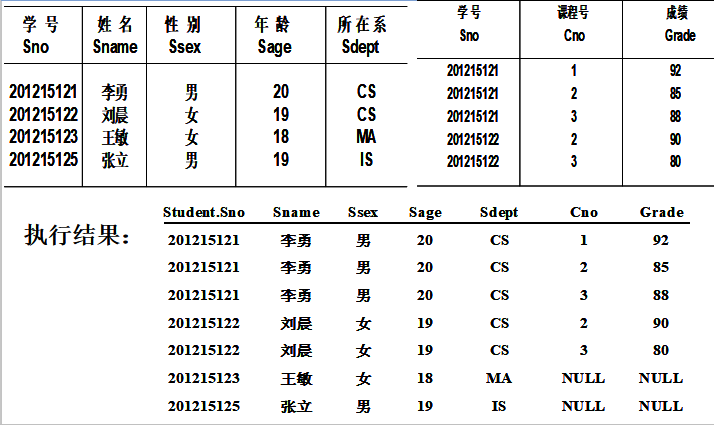 学 号 姓 名 性 别 年 龄 所在系
Sno Sname Ssex Sage Sdept
201215121 李勇 男 20 CS
201215122 刘晨 女 19 CS
201215123 王敏 女 18 MA
201215125 张立 男 19 IS
学号 课程号 成绩
Sno Cno Grade
201215121 1 92
201215121 2 85
201215121 3 88
201215122 2 90
201215122 3 80
执行结果：
Student.Sno Sname Ssex Sage Sdept Cno Grade
201215121 李勇 男 20 CS 1 92
201215121 李勇 男 20 CS 2 85
201215121 李勇 男 20 CS 3 88
201215122 刘晨 女 19 CS 2 90
201215122 刘晨 女 19 CS 3 80
201215123 王敏 女 18 MA NULL NULL
201215125 张立 男 19 IS NULL NULL